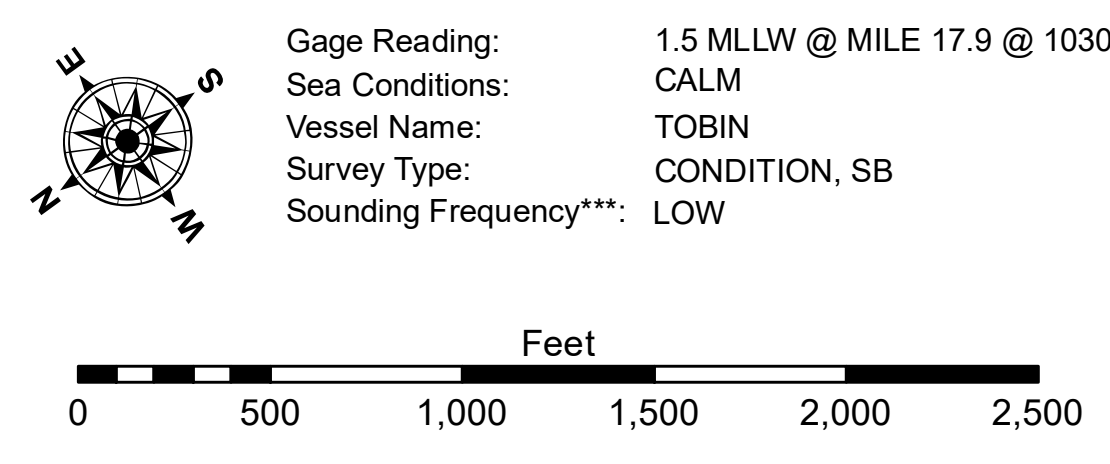 E
S
N
W
Gage Reading: 1.5 MLLW @ MILE 17.9 @ 1030
Sea Conditions: CALM
Vessel Name: TOBIN
Survey Type: CONDITION, SB
Sounding Frequency***: LOW
Feet
0 500 1,000 1,500 2,000 2,500